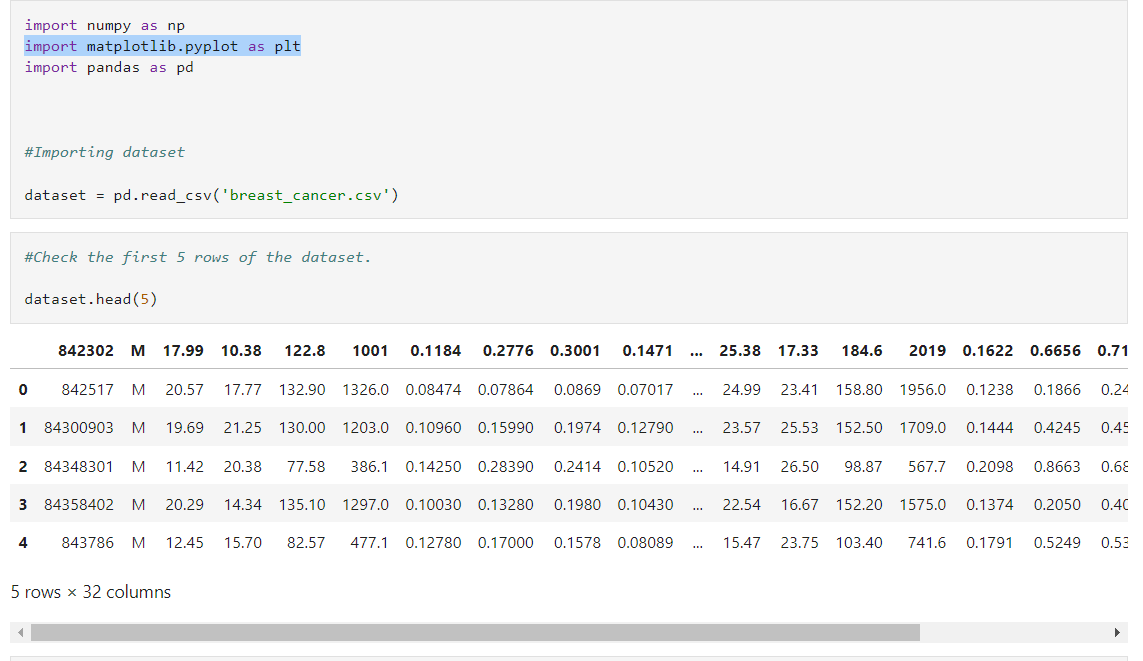 import numpy as np
import matplotlib.pyplot as plt
import pandas as pd
#Importing dataset
dataset = pd.read_csv('breast_cancer.csv')
#Check the first 5 rows of the dataset.
dataset.head(5)
842302 M 17.99 10.38 122.8 1001 0.1184 0.2776 0.3001 0.1471 ... 25.38 17.33 184.6 2019 0.1622 0.6656 0.71
0 842517 M 20.57 17.77 132.90 1326.0 0.08474 0.07864 0.0869 0.07017 ... 24.99 23.41 158.80 1956.0 0.1238 0.1866 0.24
1 84300903 M 19.69 21.25 130.00 1203.0 0.10960 0.15990 0.1974 0.12790 ... 23.57 25.53 152.50 1709.0 0.1444 0.4245 0.45
2 84348301 M 11.42 20.38 77.58 386.1 0.14250 0.28390 0.2414 0.10520 ... 14.91 26.50 98.87 567.7 0.2098 0.8663 0.68
3 84358402 M 20.29 14.34 135.10 1297.0 0.10030 0.13280 0.1980 0.10430 ... 22.54 16.67 152.20 1575.0 0.1374 0.2050 0.40
4 843786 M 12.45 15.70 82.57 477.1 0.12780 0.17000 0.1578 0.08089 ... 15.47 23.75 103.40 741.6 0.1791 0.5249 0.53
5 rows × 32 columns